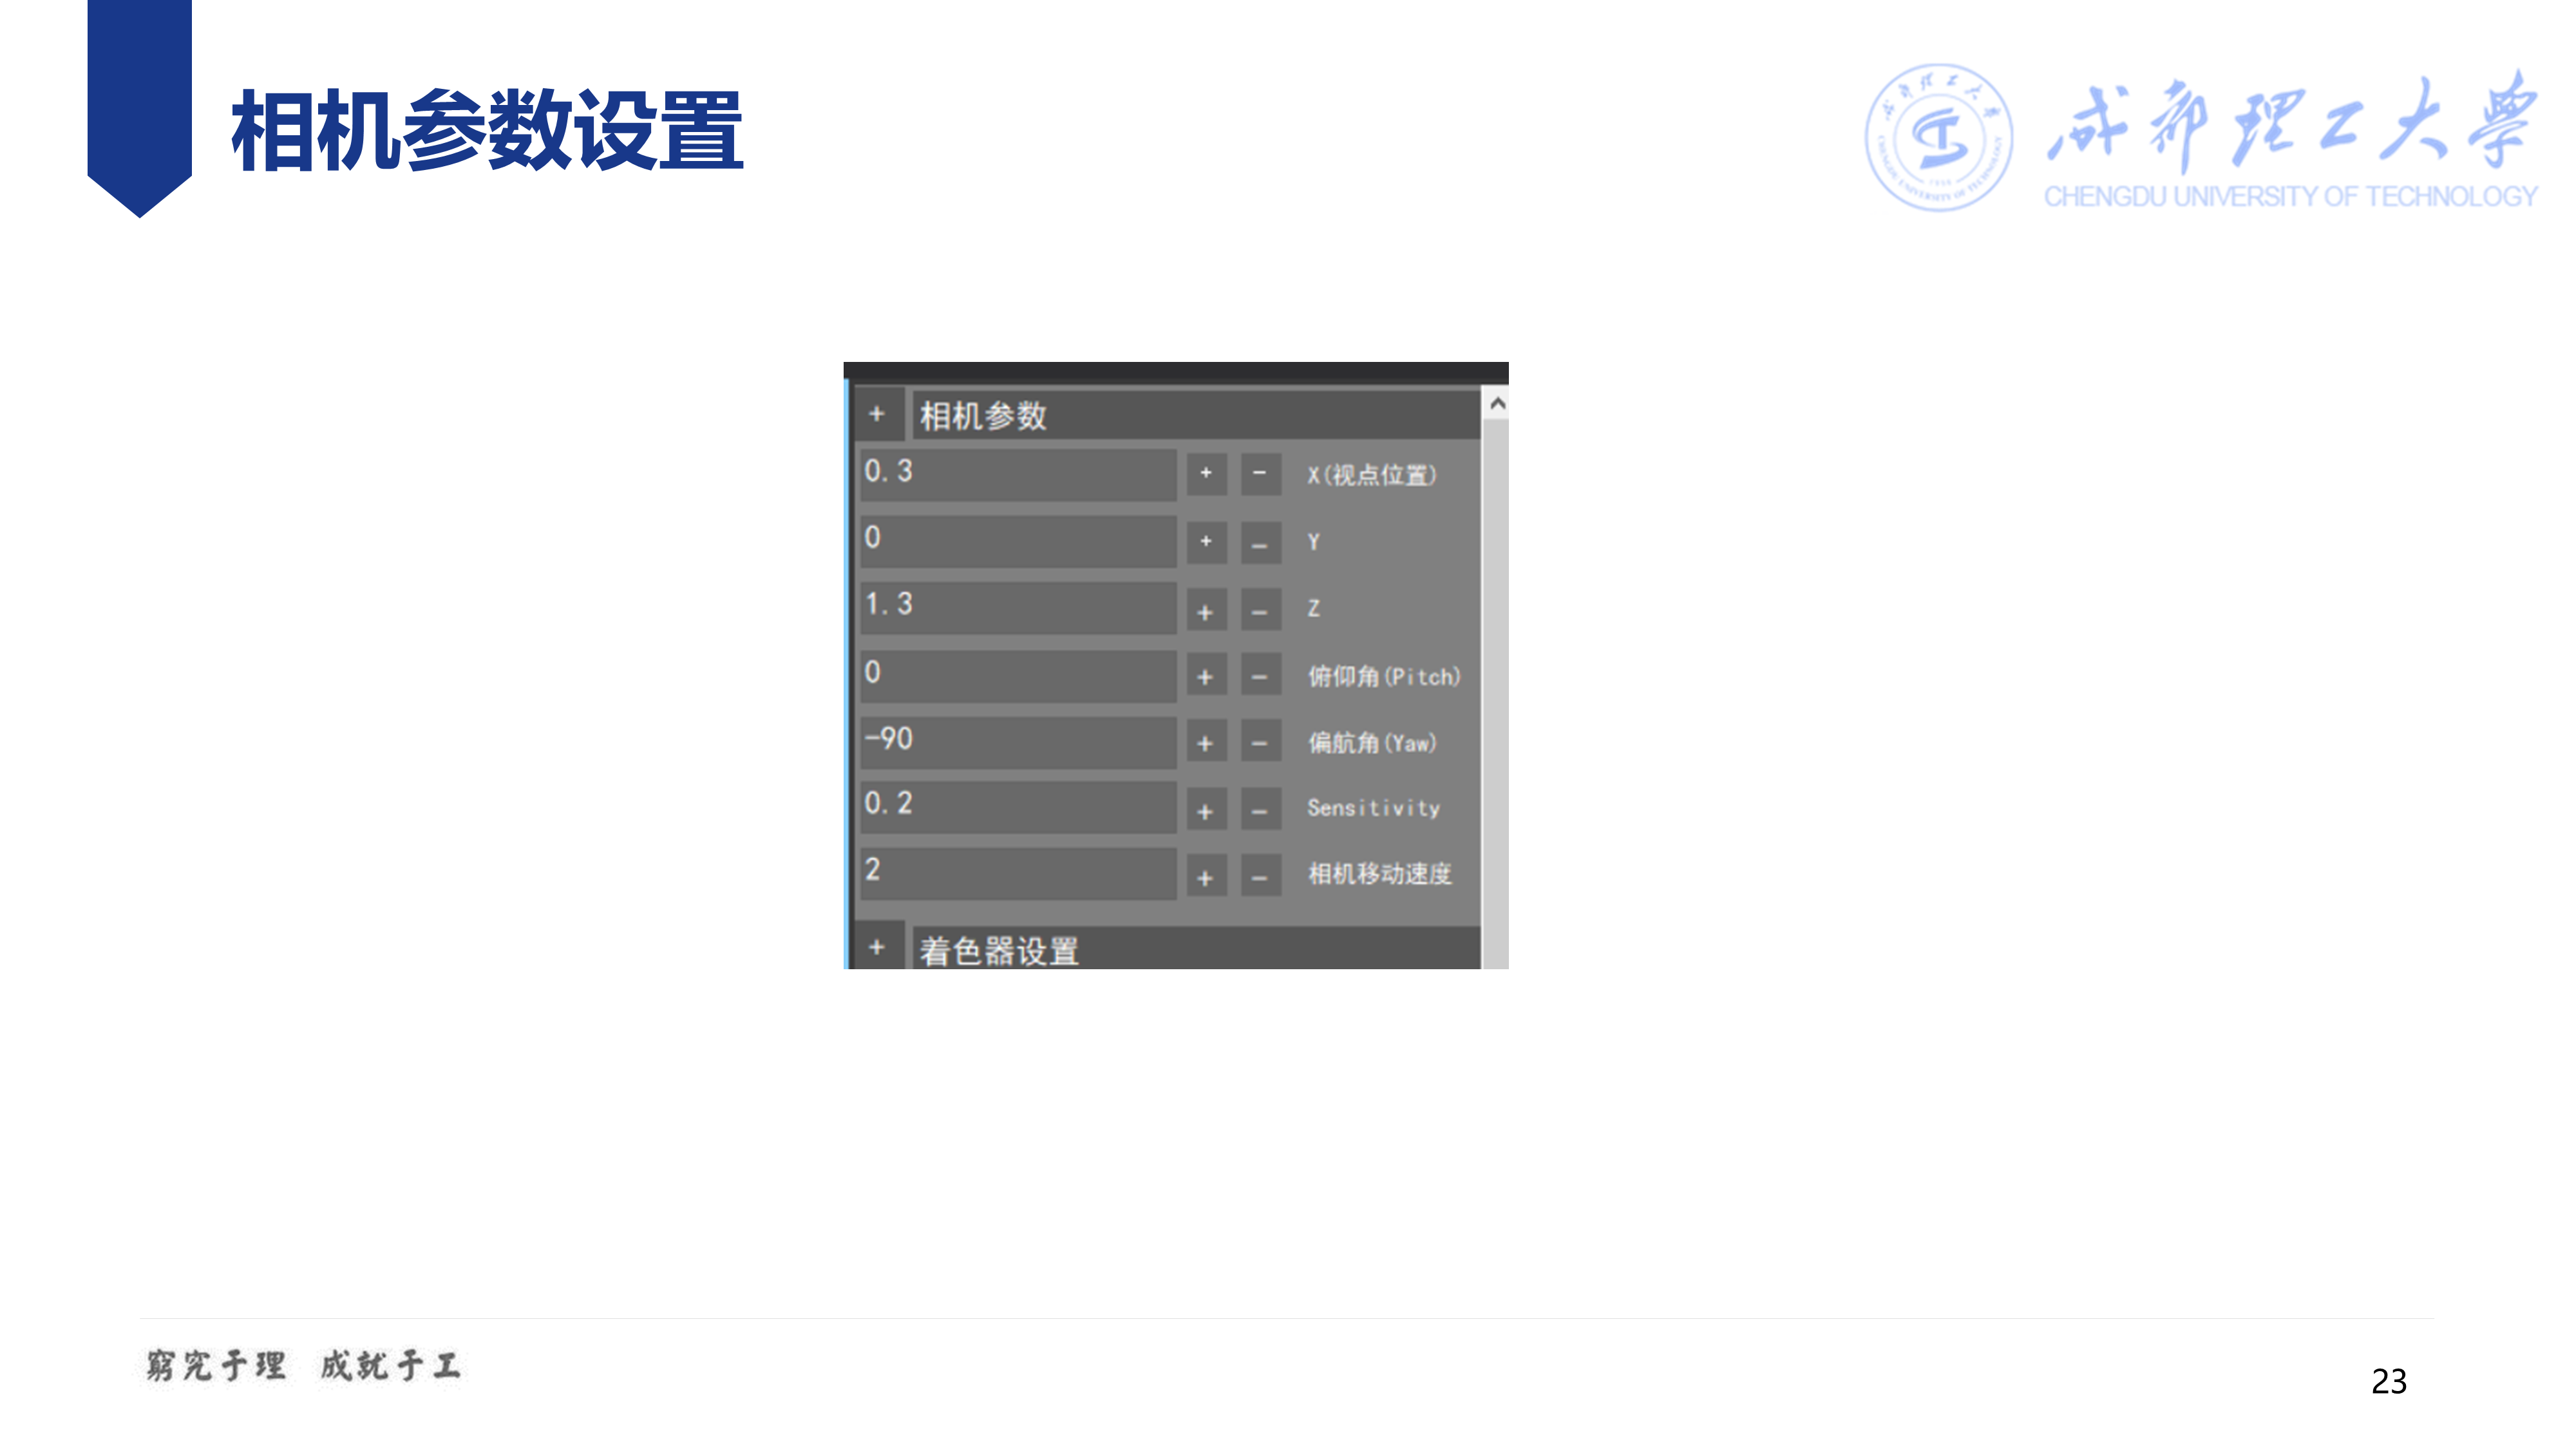 相机参数设置
成都理工大学
CHENGDU UNIVERSITY OF TECHNOLOGY
+ 相机参数
0.3 + - X(视点位置)
0 + - Y
1.3 + - Z
0 + - 俯仰角(Pitch)
-90 + - 偏航角(Yaw)
0.2 + - Sensitivity
2 + - 相机移动速度
+ 着色器设置
窮究于理 成就于工
23